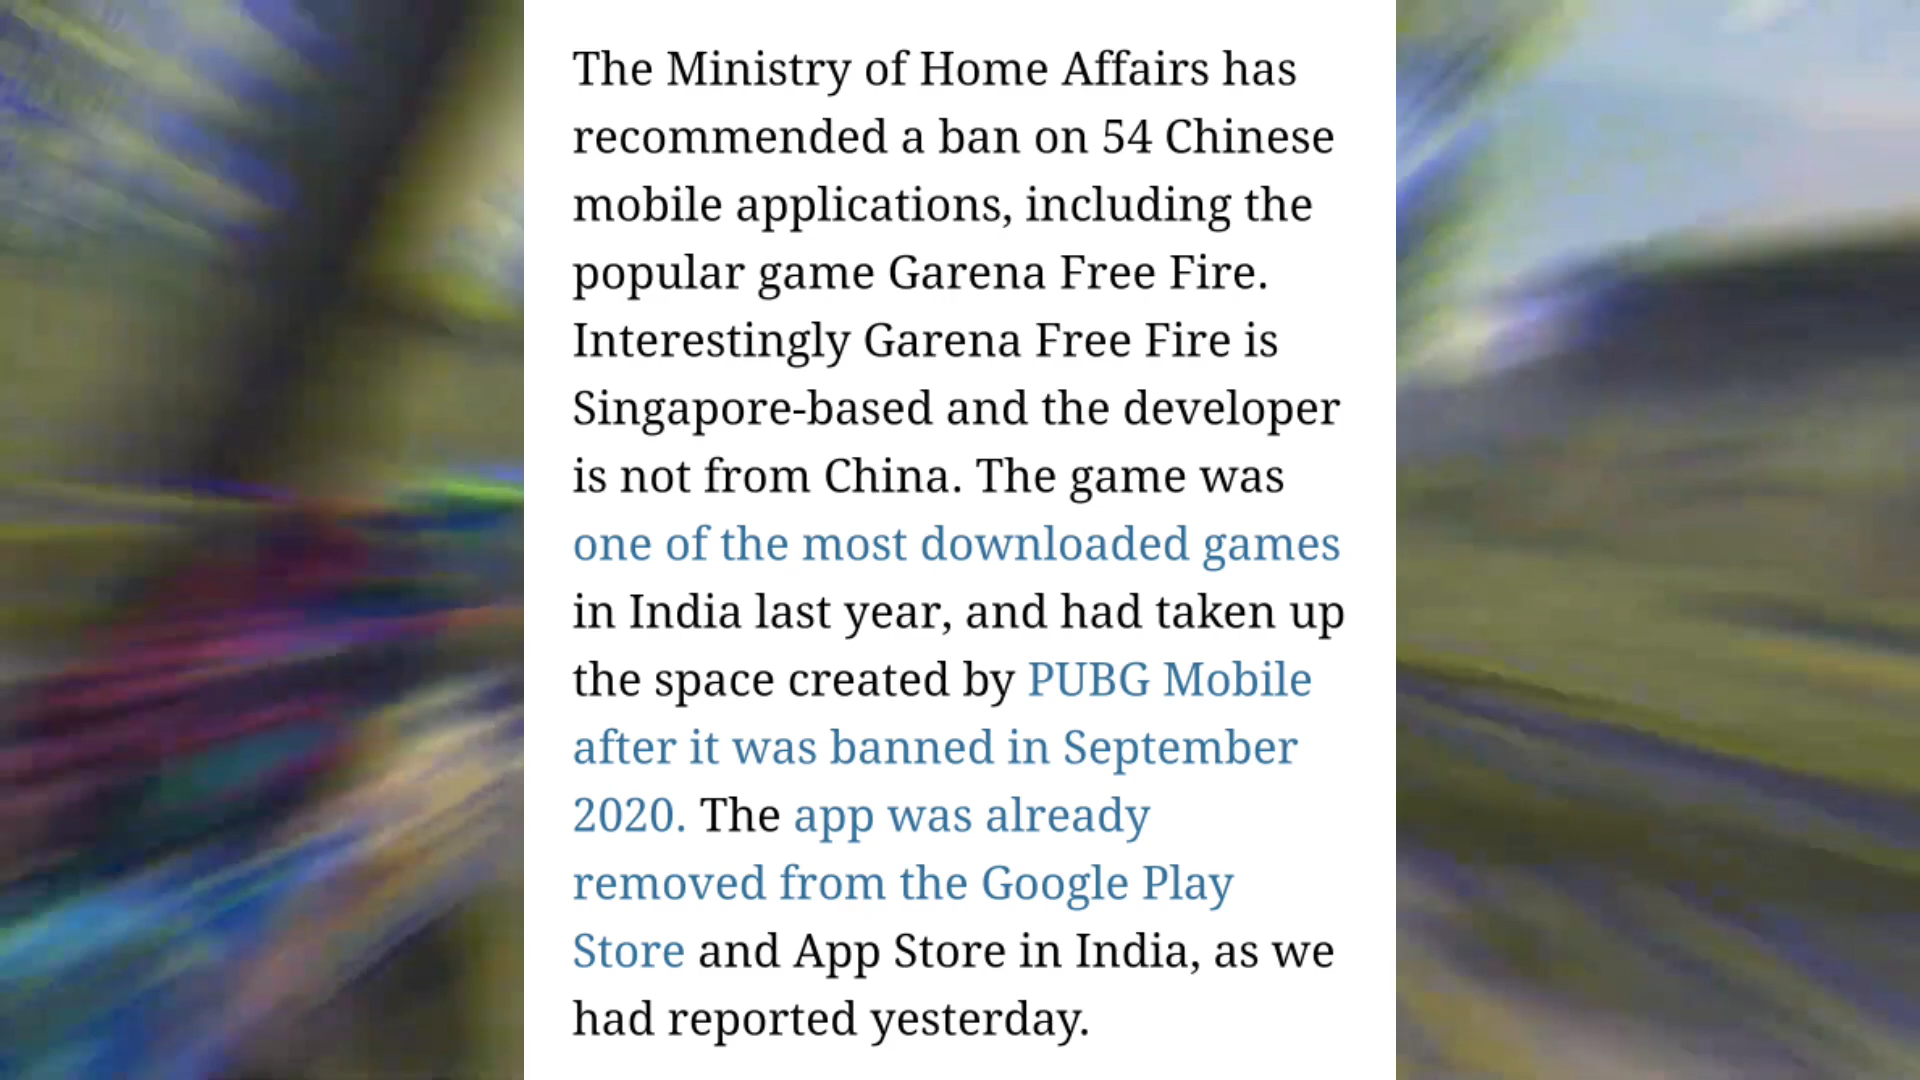 The Ministry of Home Affairs has
recommended a ban on 54 Chinese
mobile applications, including the
popular game Garena Free Fire.
Interestingly Garena Free Fire is
Singapore-based and the developer
is not from China. The game was
one of the most downloaded games
in India last year, and had taken up
the space created by PUBG Mobile
after it was banned in September
2020. The app was already
removed from the Google Play
Store and App Store in India, as we
had reported yesterday.